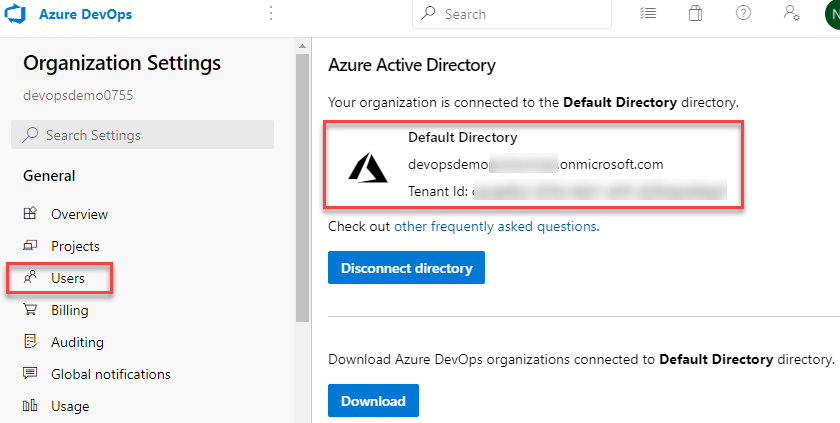 Azure DevOps
Search
N
Organization Settings
devopsdemo0755
Search Settings
General
Overview
Projects
Users
Billing
Auditing
Global notifications
Usage
Azure Active Directory
Your organization is connected to the Default Directory directory.
Default Directory
devopsdemo .onmicrosoft.com
Tenant Id:
Check out other frequently asked questions.
Disconnect directory
Download Azure DevOps organizations connected to Default Directory directory.
Download